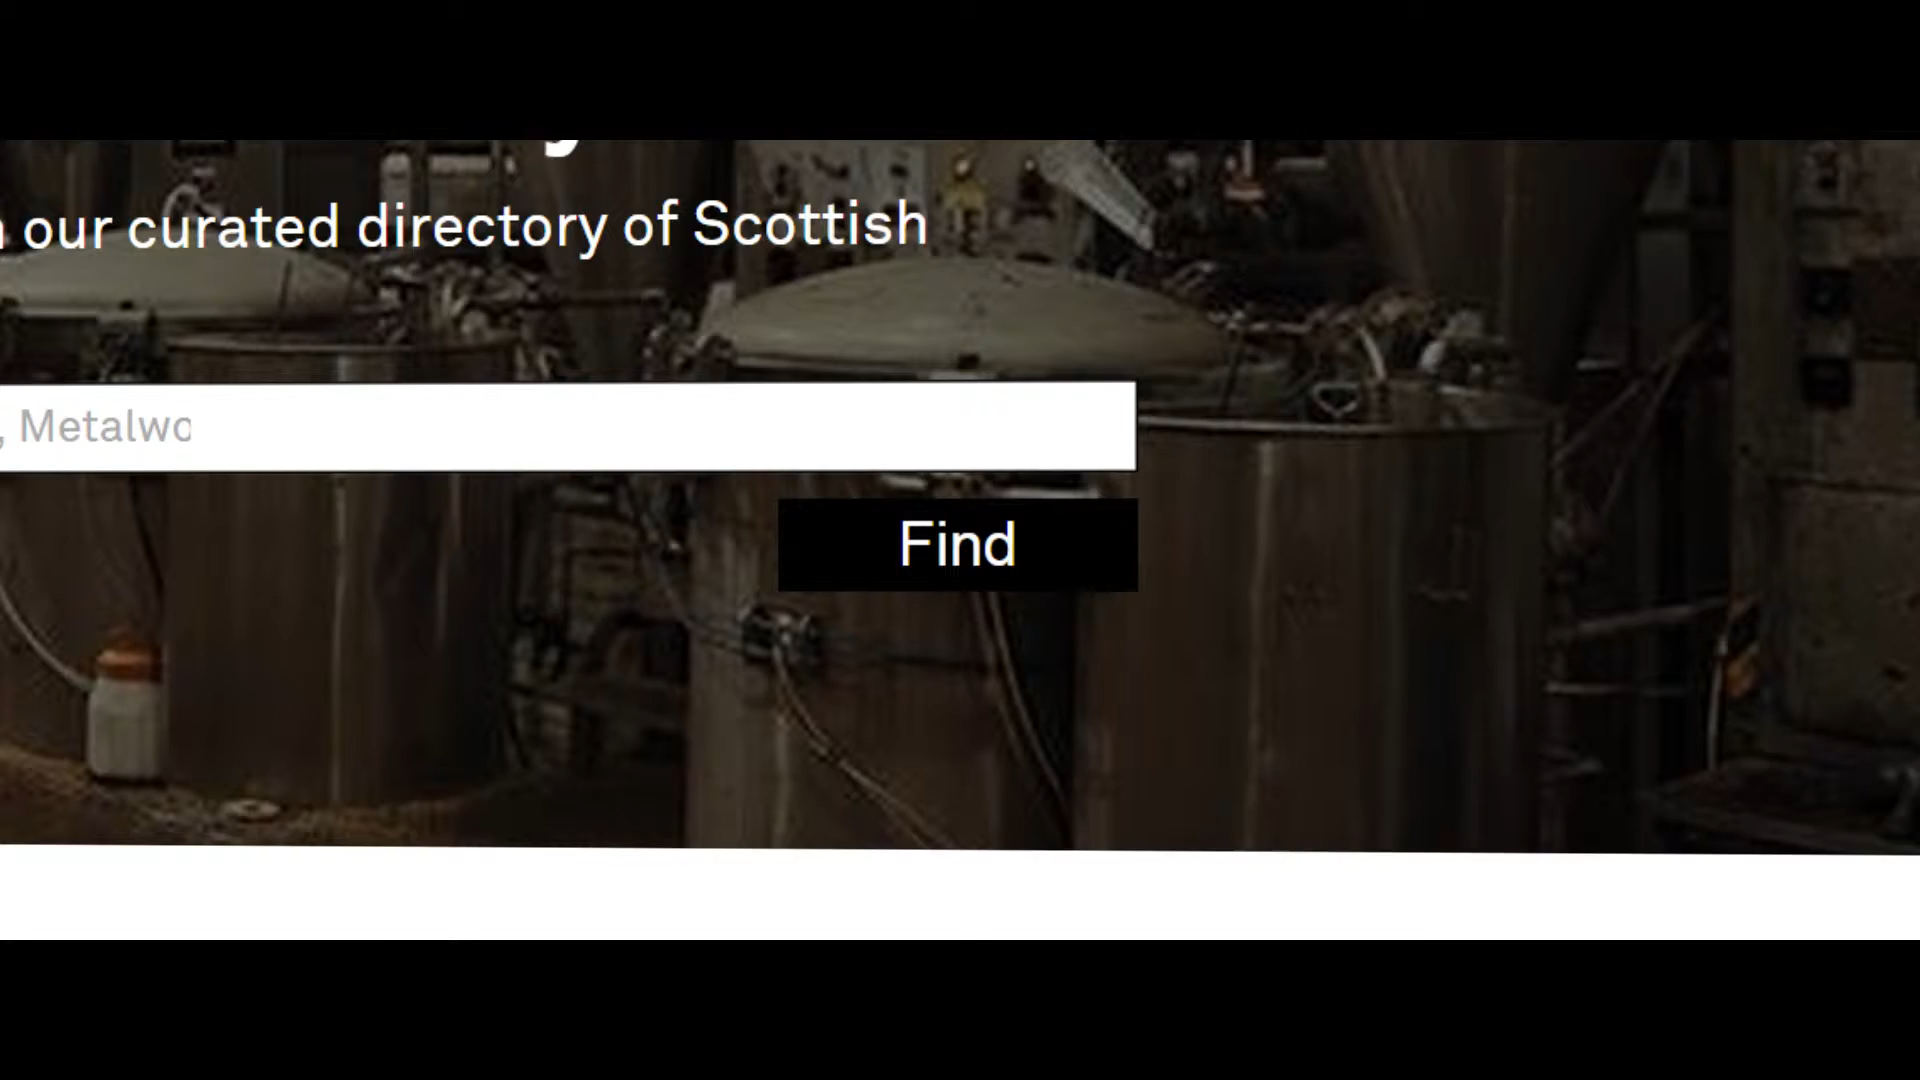 our curated directory of Scottish
, Metalwo
Find